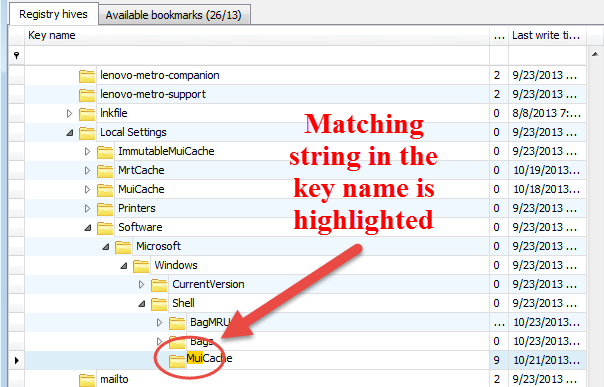 Registry hives Available bookmarks (26/13)
Key name ... Last write ti...
lenovo-metro-companion 2 9/23/2013 ...
lenovo-metro-support 2 9/23/2013 ...
lnkfile 0 8/8/2013 7:...
Local Settings 0 9/23/2013 ...
ImmutableMuiCache 0 9/23/2013 ...
MrtCache 0 10/19/2013...
MuiCache 0 10/18/2013...
Printers 0 9/23/2013 ...
Software 0 9/23/2013 ...
Microsoft 0 9/23/2013 ...
Windows 0 9/23/2013 ...
CurrentVersion 0 9/23/2013 ...
Shell 0 9/23/2013 ...
BagMRU ... 10/23/2013...
Bags 0 10/23/2013...
MuiCache 9 10/21/2013...
mailto 2 9/23/2013 ...
Matching
string in the
key name is
highlighted